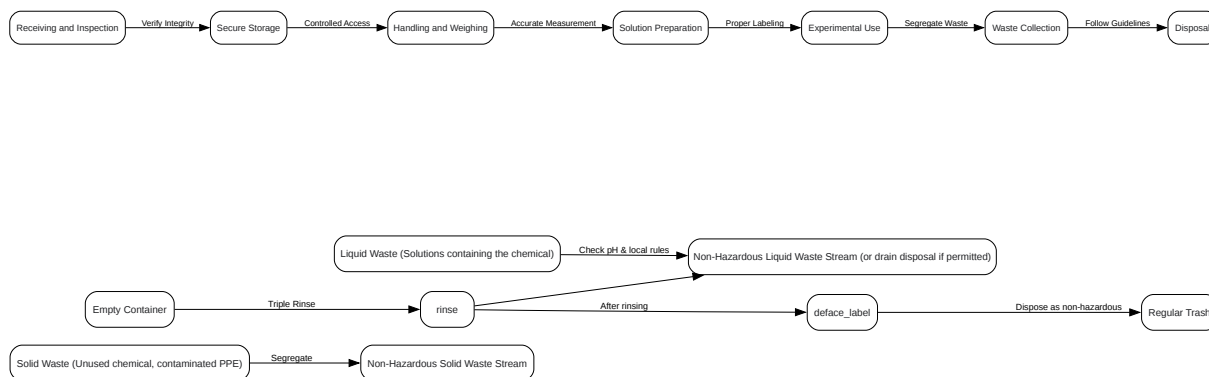 Receiving and Inspection
Verify Integrity
Secure Storage
Controlled Access
Handling and Weighing
Accurate Measurement
Solution Preparation
Proper Labeling
Experimental Use
Segregate Waste
Waste Collection
Follow Guidelines
Disposal
Liquid Waste (Solutions containing the chemical)
Check pH & local rules
Non-Hazardous Liquid Waste Stream (or drain disposal if permitted)
Empty Container
Triple Rinse
rinse
After rinsing
deface_label
Dispose as non-hazardous
Regular Trash
Solid Waste (Unused chemical, contaminated PPE)
Segregate
Non-Hazardous Solid Waste Stream